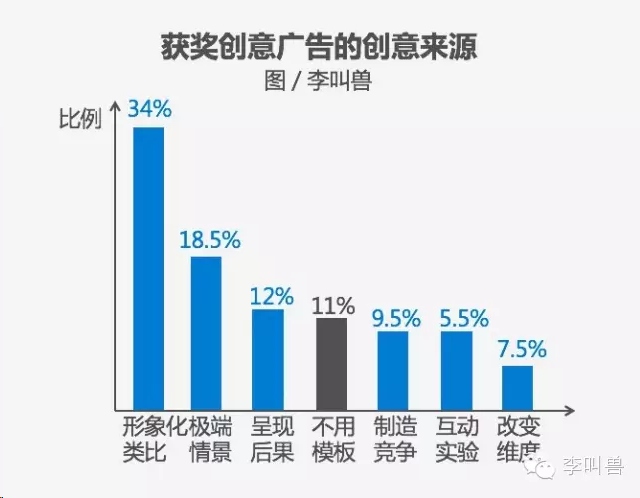 获奖创意广告的创意来源
图 / 李叫兽
比例
34%
18.5%
12%
11%
9.5%
5.5%
7.5%
形象化
类比
极端
情景
呈现
后果
不用
模板
制造
竞争
互动
实验
改变
维度
李叫兽